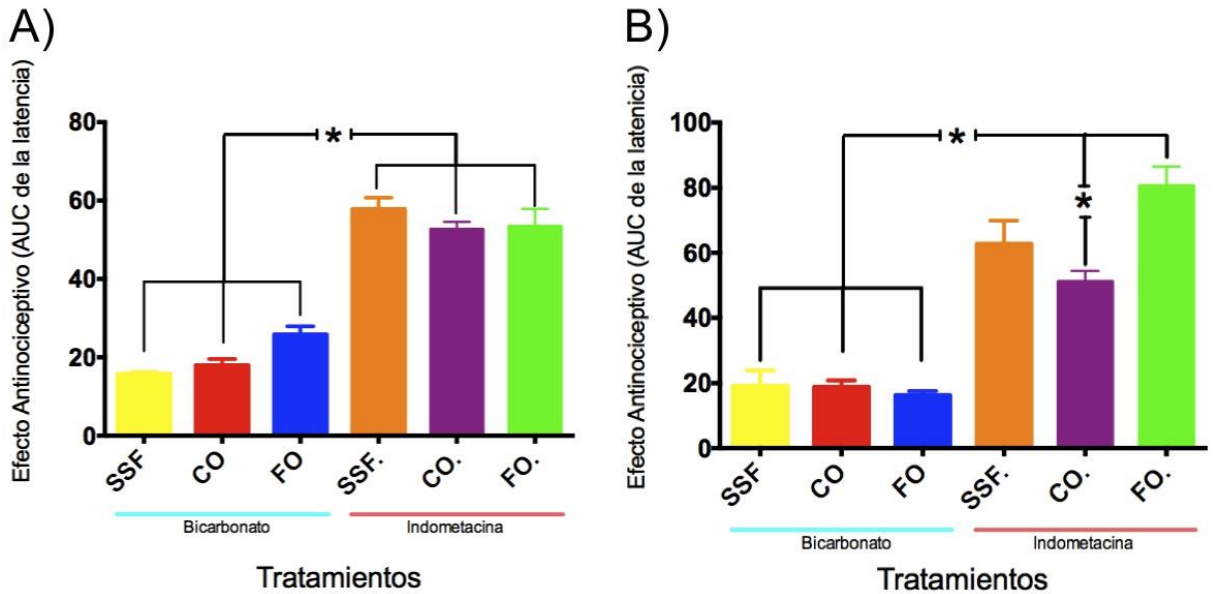 A)
Efecto Antinociceptivo (AUC de la latencia)
80
60
40
20
0
*
SSF
CO
FO
SSF.
CO.
FO.
Bicarbonato
Indometacina
Tratamientos
B)
Efecto Antinociceptivo (AUC de la latenicia)
100
80
60
40
20
0
*
*
SSF
CO
FO
SSF.
CO.
FO.
Bicarbonato
Indometacina
Tratamientos